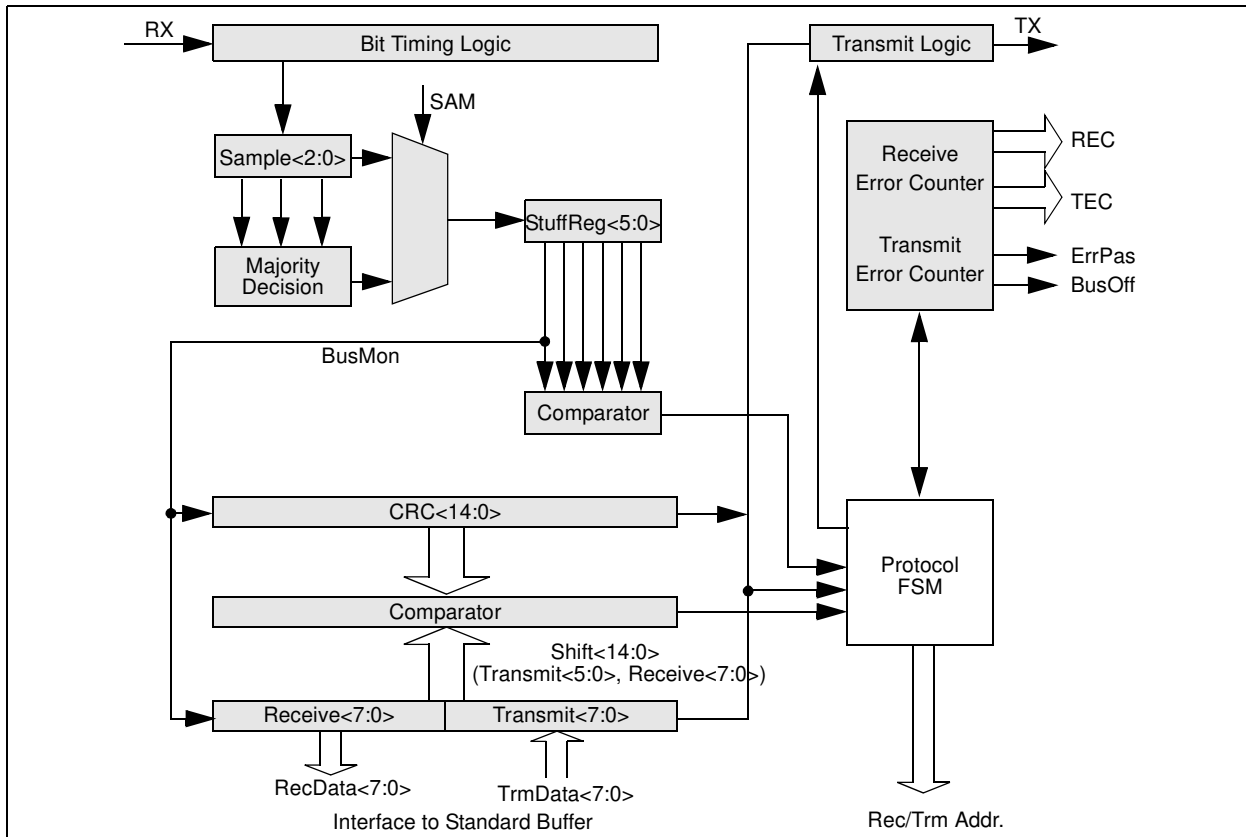 RX
Bit Timing Logic
Transmit Logic
TX
SAM
Sample<2:0>
Receive
Error Counter
REC
TEC
StuffReg<5:0>
Majority
Decision
Transmit
Error Counter
ErrPas
BusOff
BusMon
Comparator
CRC<14:0>
Protocol
FSM
Comparator
Shift<14:0>
(Transmit<5:0>, Receive<7:0>)
Receive<7:0>
Transmit<7:0>
RecData<7:0>
TrmData<7:0>
Interface to Standard Buffer
Rec/Trm Addr.